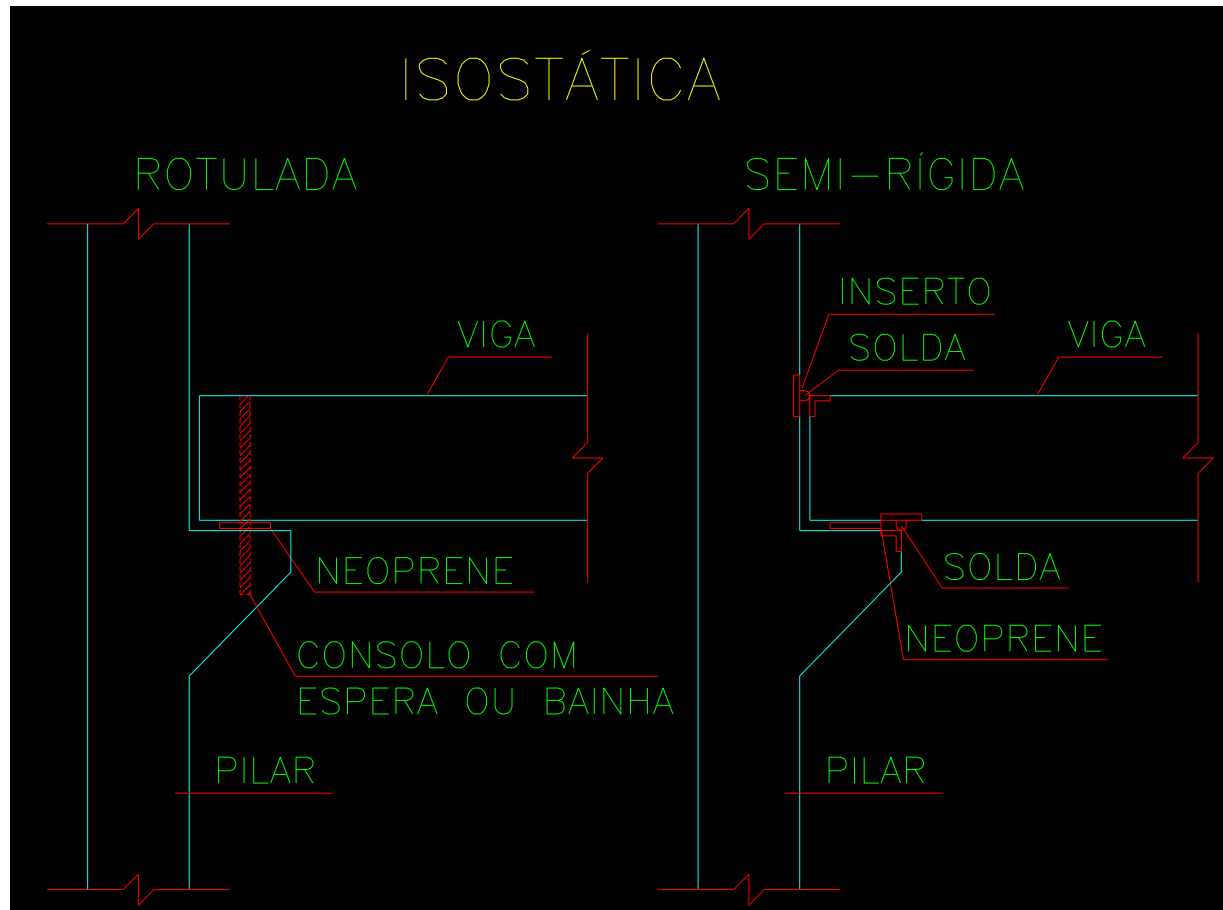 ISOSTÁTICA
ROTULADA
SEMI-RÍGIDA
INSERTO
VIGA
SOLDA
VIGA
NEOPRENE
SOLDA
CONSOLO COM
ESPERA OU BAINHA
NEOPRENE
PILAR
PILAR